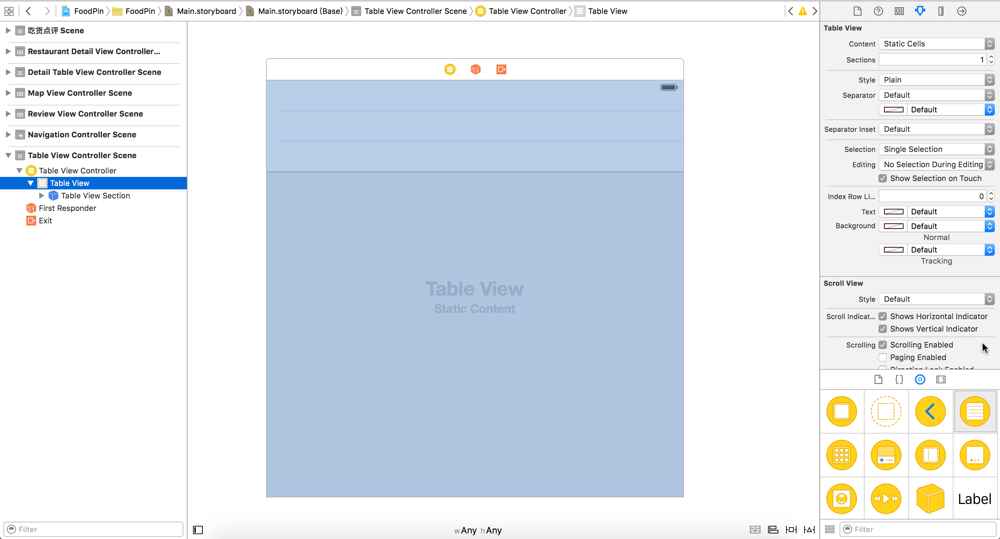 FoodPin FoodPin Main.storyboard Main.storyboard (Base) Table View Controller Scene Table View Controller Table View
吃货点评 Scene
Restaurant Detail View Controller...
Detail Table View Controller Scene
Map View Controller Scene
Review View Controller Scene
Navigation Controller Scene
Table View Controller Scene
Table View Controller
Table View
Table View Section
First Responder
Exit
Filter
Table View
Static Content
wAny hAny
Table View
Content Static Cells
Sections 1
Style Plain
Separator Default
Default
Separator Inset Default
Selection Single Selection
Editing No Selection During Editing
Show Selection on Touch
Index Row Li... 0
Text Default
Background Default
Normal
Default
Tracking
Scroll View
Style Default
Scroll Indicat... Shows Horizontal Indicator
Shows Vertical Indicator
Scrolling Scrolling Enabled
Paging Enabled
Direction Lock Enabled
Label
Filter